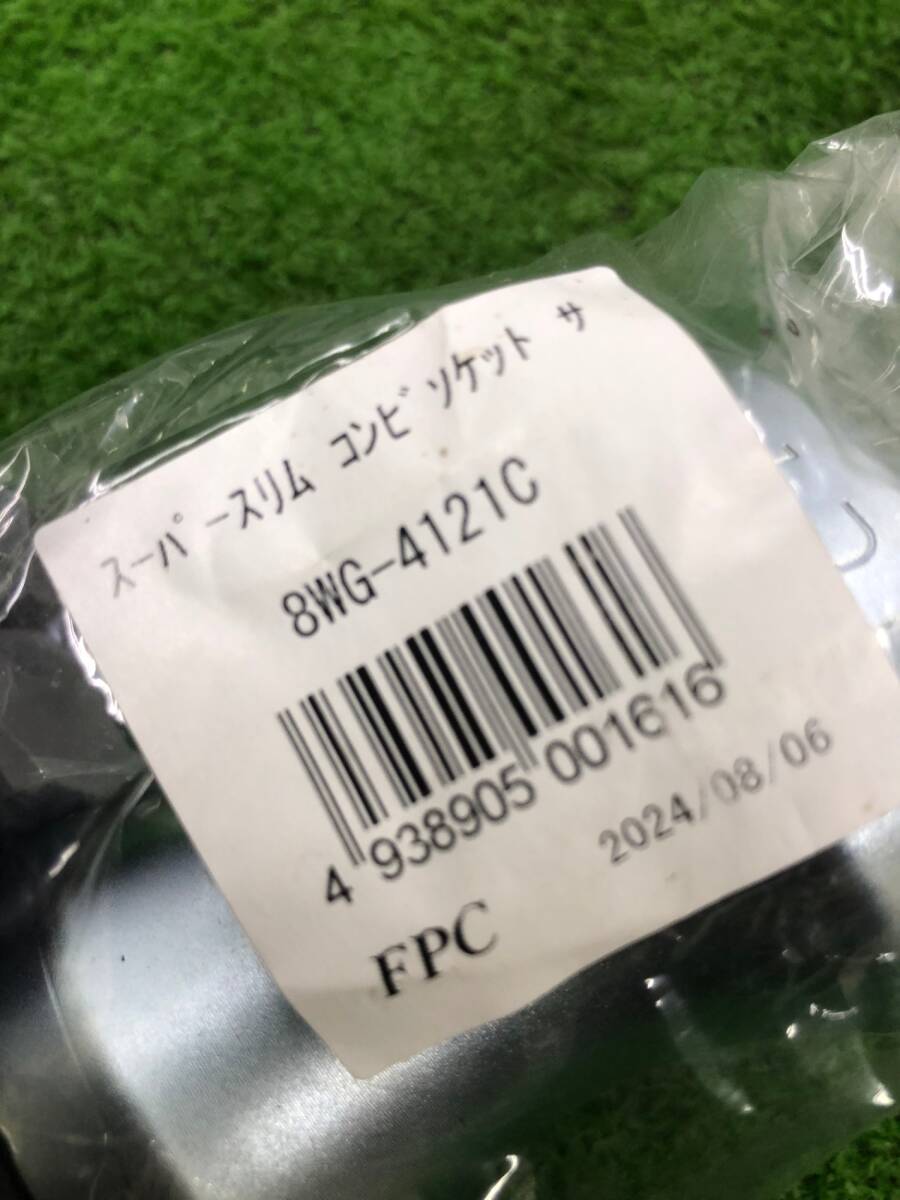 ｽｰﾊﾟｰｽﾘﾑ ｺﾝﾋﾞｿｹｯﾄ ｻ
8WG-4121C
4 938905 001616
2024/08/06
FPC